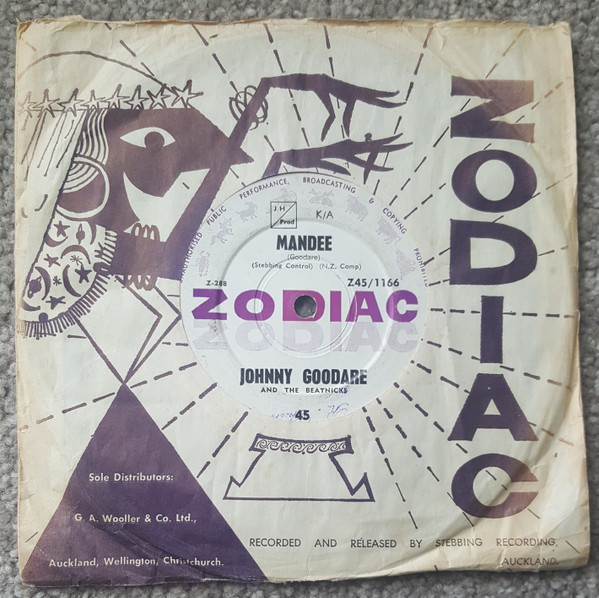 ZODIAC
UNAUTHORISED PUBLIC PERFORMANCE, BROADCASTING & COPYING PROHIBITED
JH
Prod
K/A
MANDEE
(Goodare)
(Stebbing Control) (N.Z. Comp)
Z-288
Z45/1166
ZODIAC
ZODIAC
JOHNNY GOODARE
AND THE BEATNICKS
45
Sole Distributors:
G. A. Wooller & Co. Ltd.,
Auckland, Wellington, Christchurch.
RECORDED AND RELEASED BY STEBBING RECORDING,
AUCKLAND.